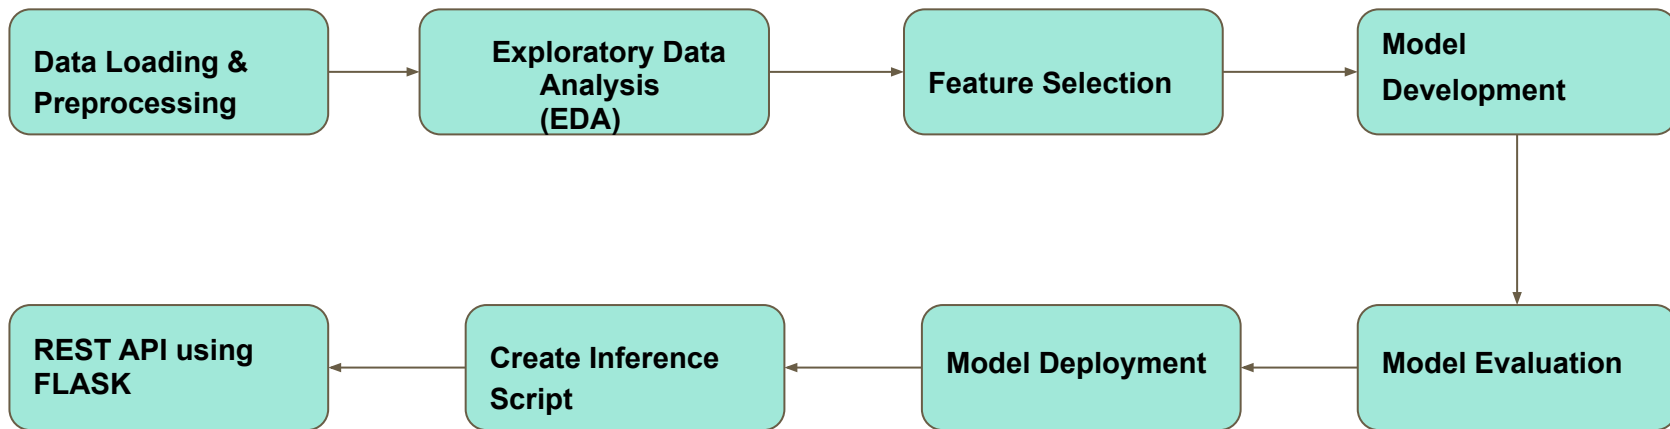 Data Loading &
Preprocessing
Exploratory Data
Analysis
(EDA)
Feature Selection
Model
Development
REST API using
FLASK
Create Inference
Script
Model Deployment
Model Evaluation